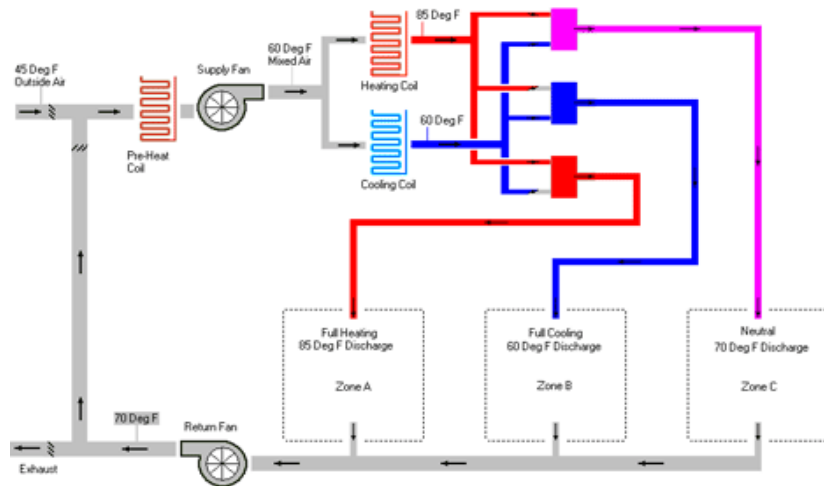 85 Deg F
60 Deg F
Mixed Air
45 Deg F
Outside Air
Supply Fan
Heating Coil
60 Deg F
Pre-Heat
Coil
Cooling Coil
Full Heating
85 Deg F Discharge
Zone A
Full Cooling
60 Deg F Discharge
Zone B
Neutral
70 Deg F Discharge
Zone C
70 Deg F
Return Fan
Exhaust